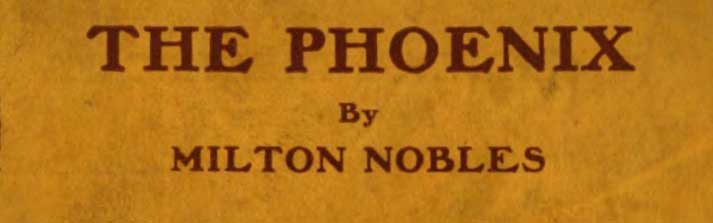 THE PHOENIX
By
MILTON NOBLES